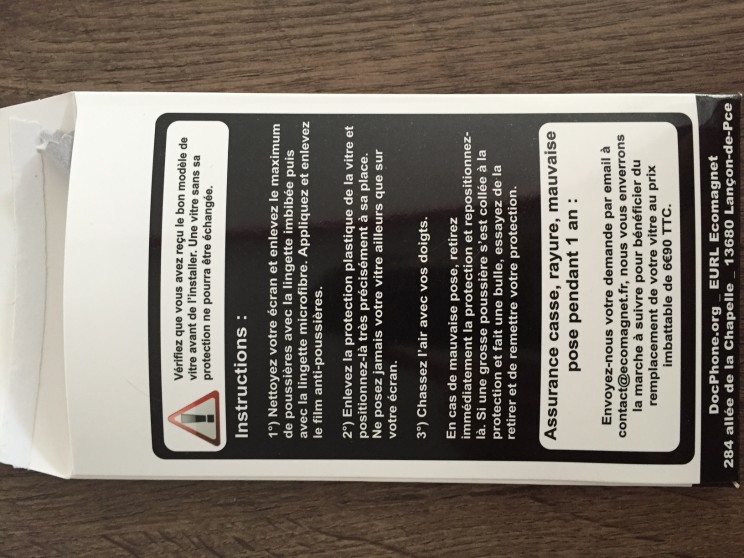 Vérifiez que vous avez reçu le bon modèle de
vitre avant de l'installer. Une vitre sans sa
protection ne pourra être échangée.
Instructions :
1°) Nettoyez votre écran et enlevez le maximum
de poussières avec la lingette imbibée puis
avec la lingette microfibre. Appliquez et enlevez
le film anti-poussières.
2°) Enlevez la protection plastique de la vitre et
positionnez-là très précisément à sa place.
Ne posez jamais votre vitre ailleurs que sur
votre écran.
3°) Chassez l'air avec vos doigts.
En cas de mauvaise pose, retirez
immédiatement la protection et repositionnez-
là. Si une grosse poussière s'est collée à la
protection et fait une bulle, essayez de la
retirer et de remettre votre protection.
Assurance casse, rayure, mauvaise
pose pendant 1 an :
Envoyez-nous votre demande par email à
contact@ecomagnet.fr, nous vous enverrons
la marche à suivre pour bénéficier du
remplacement de votre vitre au prix
imbattable de 6€90 TTC.
DocPhone.org _ EURL Ecomagnet
284 allée de la Chapelle _ 13680 Lançon-de-Pce